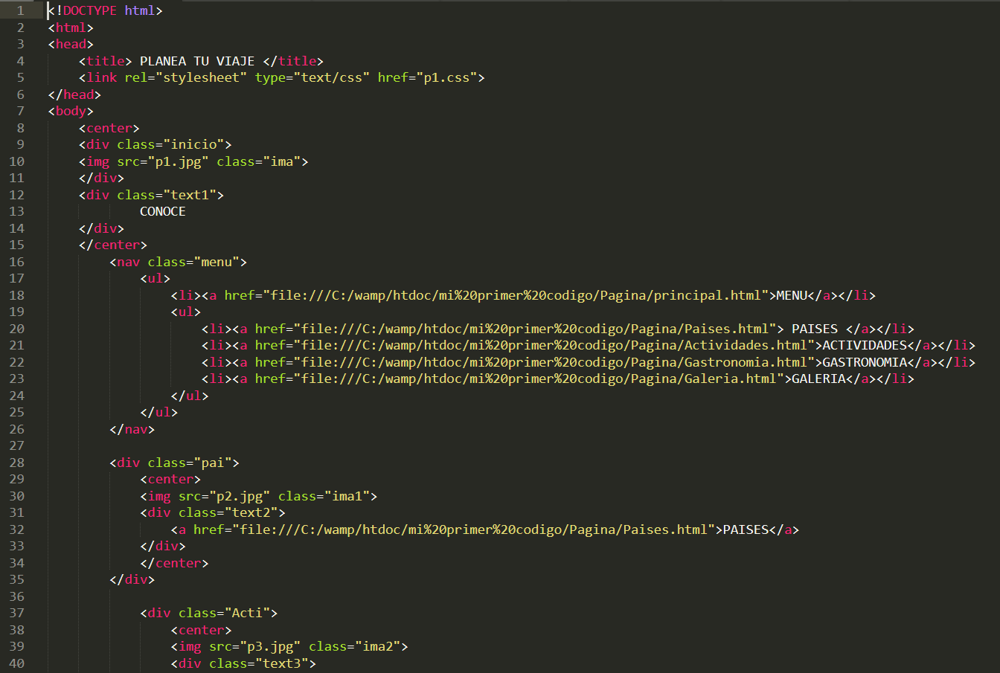 1 <!DOCTYPE html>
2 <html>
3 <head>
4 <title> PLANEA TU VIAJE </title>
5 <link rel="stylesheet" type="text/css" href="p1.css">
6 </head>
7 <body>
8 <center>
9 <div class="inicio">
10 <img src="p1.jpg" class="ima">
11 </div>
12 <div class="text1">
13 CONOCE
14 </div>
15 </center>
16 <nav class="menu">
17 <ul>
18 <li><a href="file:///C:/wamp/htdoc/mi%20primer%20codigo/Pagina/principal.html">MENU</a></li>
19 <ul>
20 <li><a href="file:///C:/wamp/htdoc/mi%20primer%20codigo/Pagina/Paises.html"> PAISES </a></li>
21 <li><a href="file:///C:/wamp/htdoc/mi%20primer%20codigo/Pagina/Actividades.html">ACTIVIDADES</a></li>
22 <li><a href="file:///C:/wamp/htdoc/mi%20primer%20codigo/Pagina/Gastronomia.html">GASTRONOMIA</a></li>
23 <li><a href="file:///C:/wamp/htdoc/mi%20primer%20codigo/Pagina/Galeria.html">GALERIA</a></li>
24 </ul>
25 </ul>
26 </nav>
27
28 <div class="pai">
29 <center>
30 <img src="p2.jpg" class="ima1">
31 <div class="text2">
32 <a href="file:///C:/wamp/htdoc/mi%20primer%20codigo/Pagina/Paises.html">PAISES</a>
33 </div>
34 </center>
35 </div>
36
37 <div class="Acti">
38 <center>
39 <img src="p3.jpg" class="ima2">
40 <div class="text3">